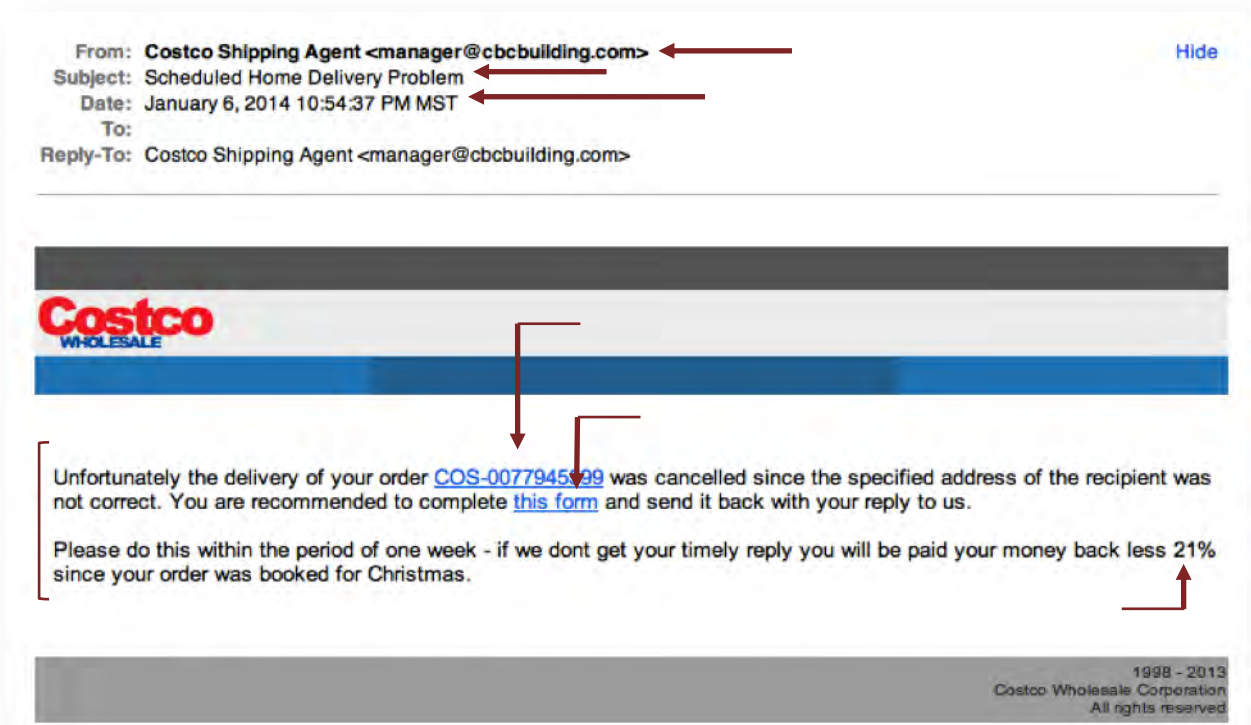 From: Costco Shipping Agent <manager@cbcbuilding.com>
Hide
Subject: Scheduled Home Delivery Problem
Date: January 6, 2014 10:54:37 PM MST
To:
Reply-To: Costco Shipping Agent <manager@cbcbuilding.com>
Costco
WHOLESALE
Unfortunately the delivery of your order COS-0077945999 was cancelled since the specified address of the recipient was
not correct. You are recommended to complete this form and send it back with your reply to us.
Please do this within the period of one week - if we dont get your timely reply you will be paid your money back less 21%
since your order was booked for Christmas.
1998 - 2013
Costco Wholesale Corporation
All rights reserved